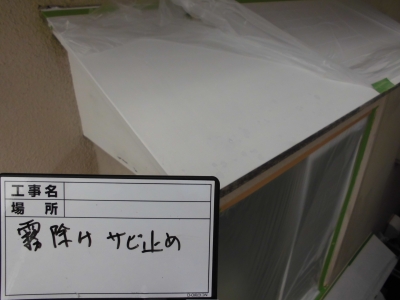 工事名
場所
霧除け サビ止め